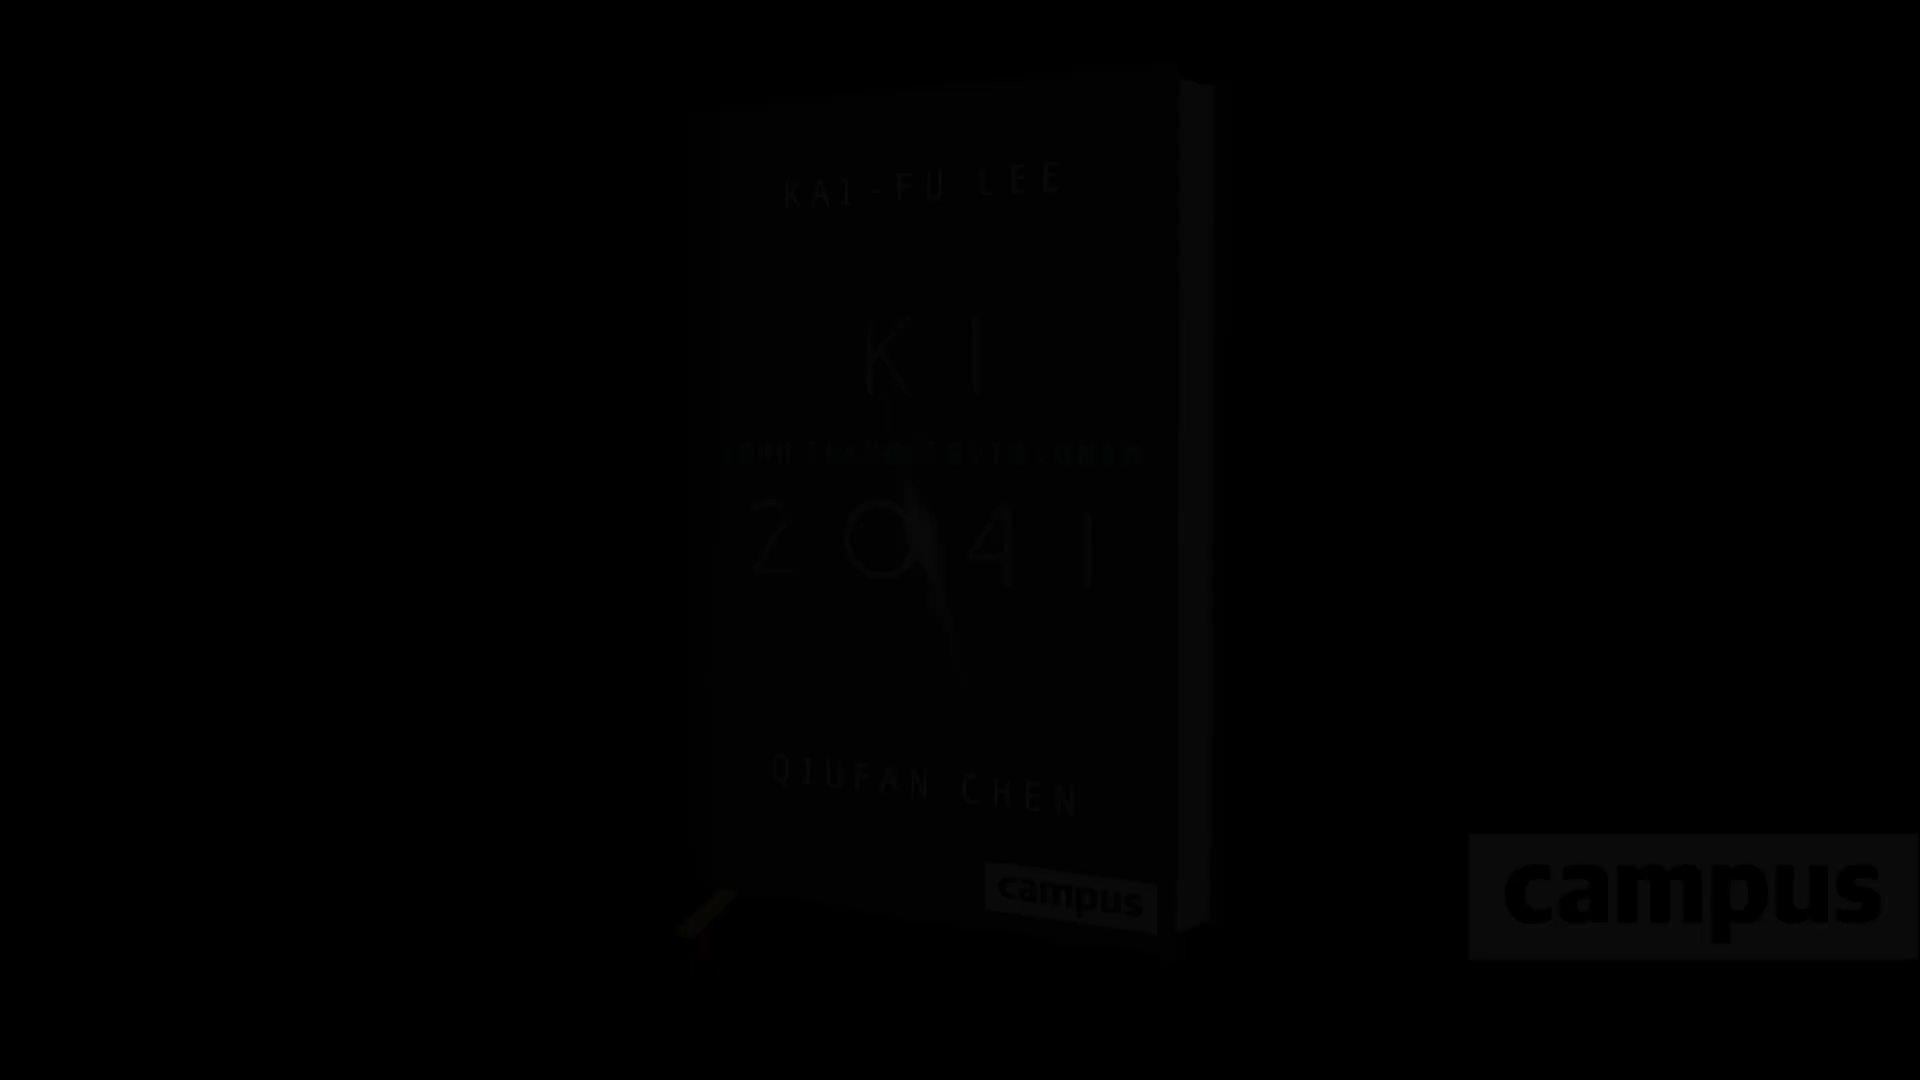 KAI-FU LEE
KI
2041
QIUFAN CHEN
campus
campus